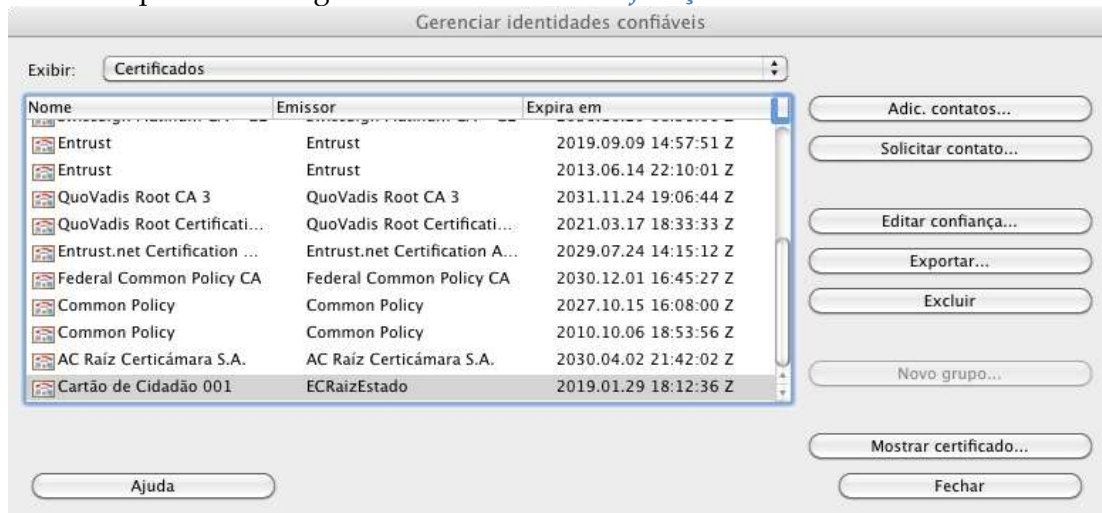 Gerenciar identidades confiáveis
Exibir: Certificados
Nome Emissor Expira em
Entrust Entrust 2019.09.09 14:57:51 Z
Entrust Entrust 2013.06.14 22:10:01 Z
QuoVadis Root CA 3 QuoVadis Root CA 3 2031.11.24 19:06:44 Z
QuoVadis Root Certificati... QuoVadis Root Certificati... 2021.03.17 18:33:33 Z
Entrust.net Certification ... Entrust.net Certification A... 2029.07.24 14:15:12 Z
Federal Common Policy CA Federal Common Policy CA 2030.12.01 16:45:27 Z
Common Policy Common Policy 2027.10.15 16:08:00 Z
Common Policy Common Policy 2010.10.06 18:53:56 Z
AC Raíz Certicámara S.A. AC Raíz Certicámara S.A. 2030.04.02 21:42:02 Z
Cartão de Cidadão 001 ECRaizEstado 2019.01.29 18:12:36 Z
Adic. contatos...
Solicitar contato...
Editar confiança...
Exportar...
Excluir
Novo grupo...
Mostrar certificado...
Ajuda
Fechar